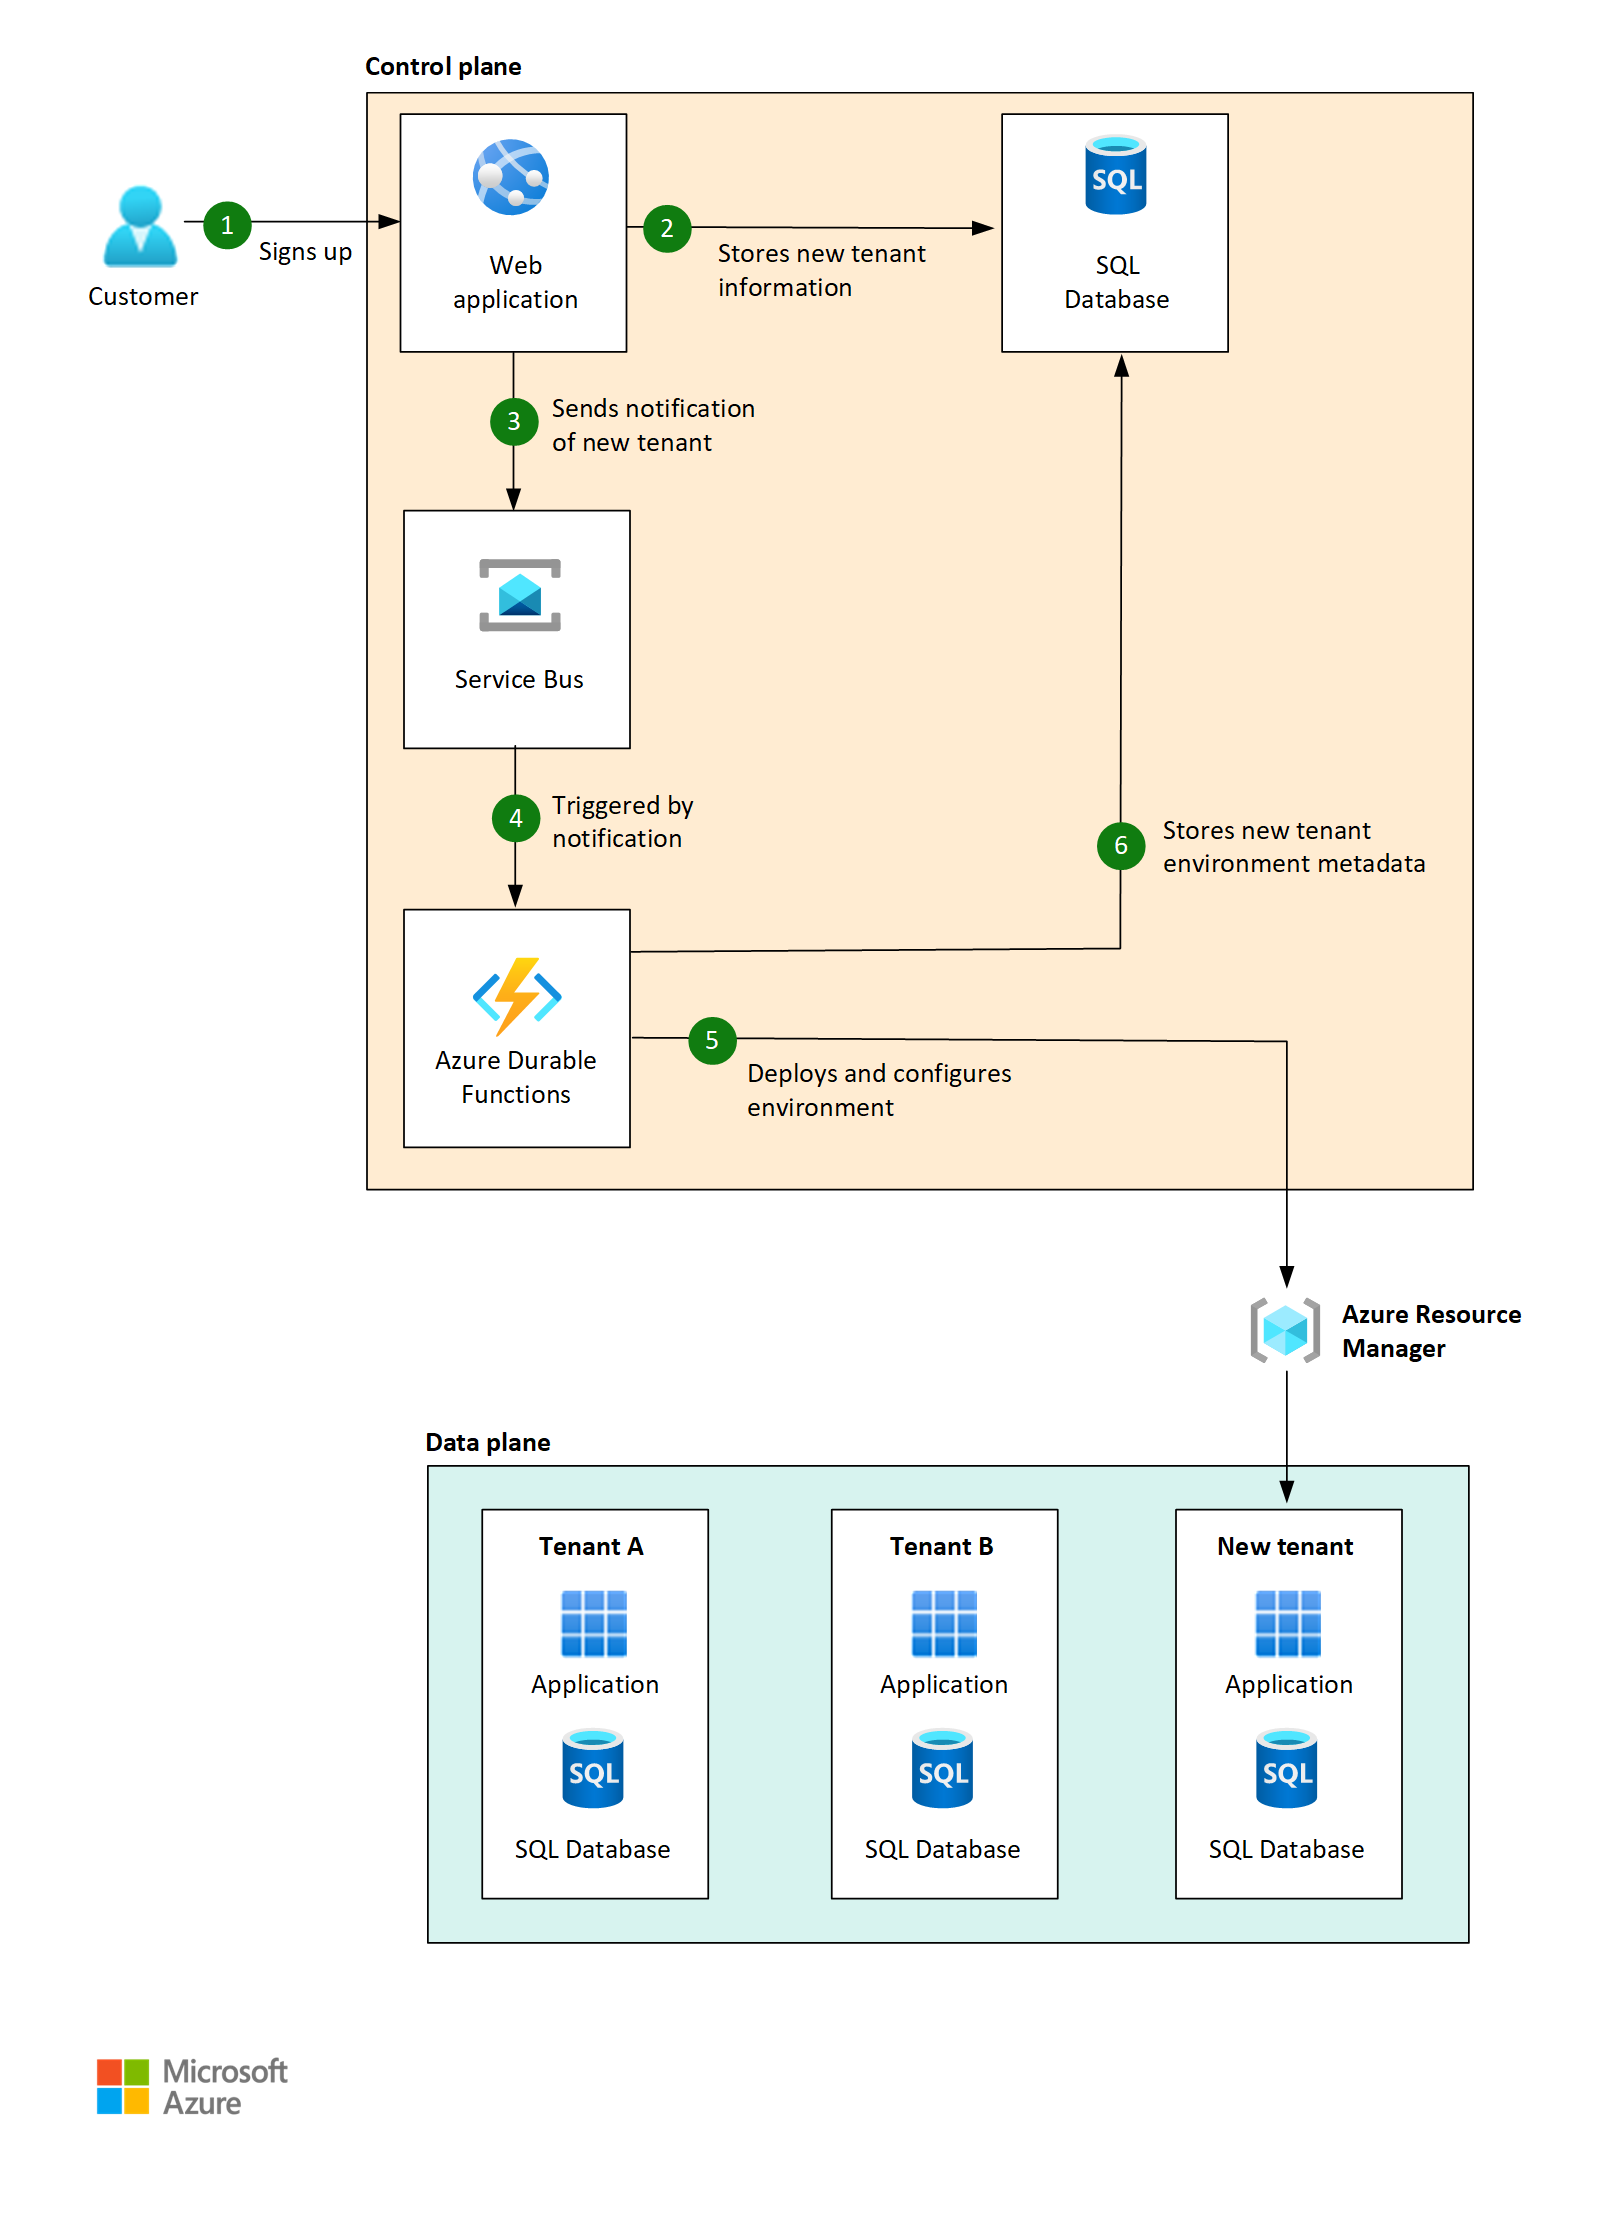 Control plane
1
Signs up
Customer
Web
application
2
Stores new tenant
information
SQL
SQL
Database
3
Sends notification
of new tenant
Service Bus
4
Triggered by
notification
6
Stores new tenant
environment metadata
Azure Durable
Functions
5
Deploys and configures
environment
Azure Resource
Manager
Data plane
Tenant A
Application
SQL
SQL Database
Tenant B
Application
SQL
SQL Database
New tenant
Application
SQL
SQL Database
Microsoft
Azure